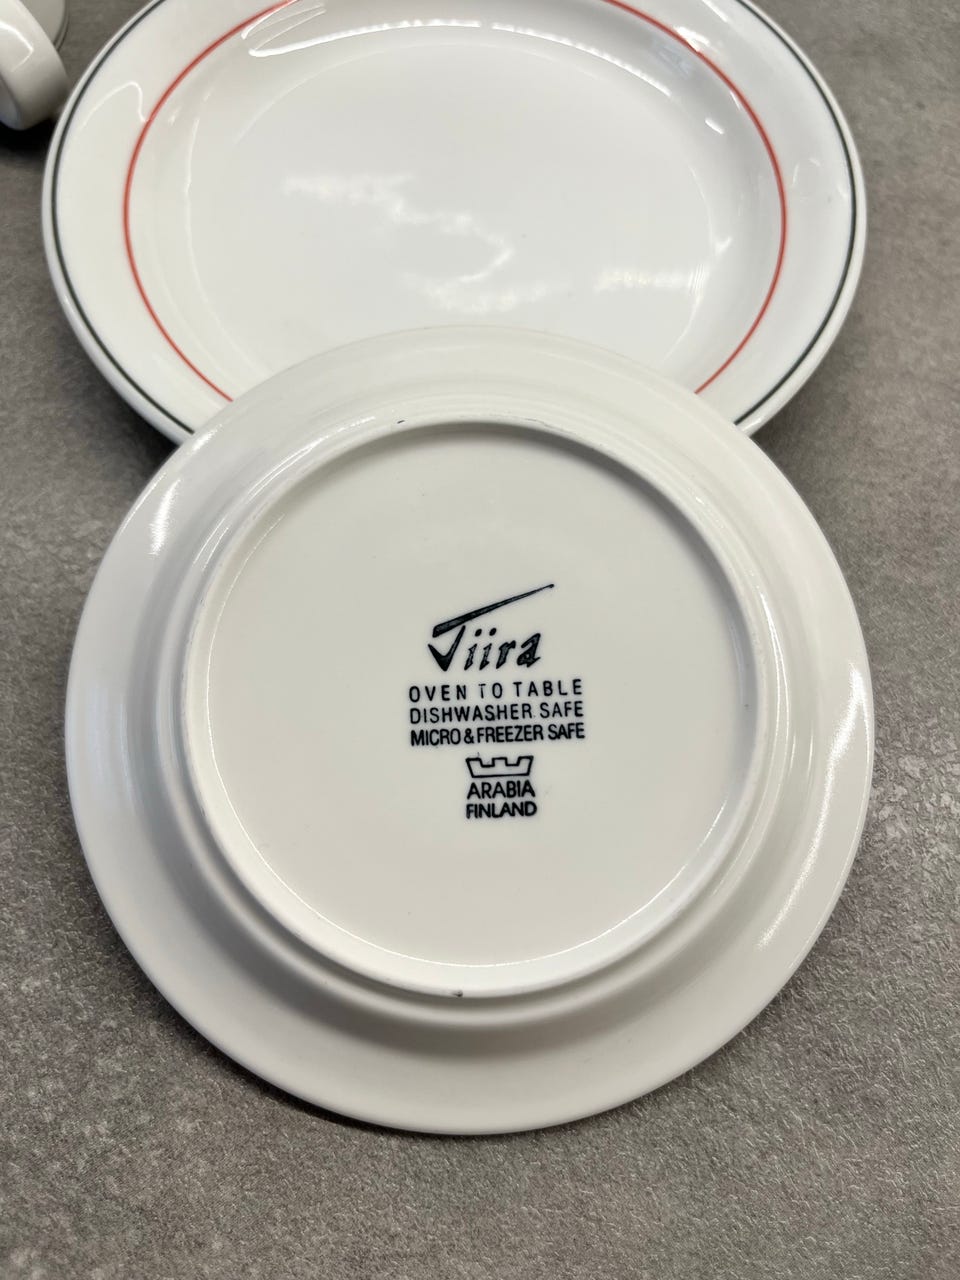 Tiira
OVEN TO TABLE
DISHWASHER SAFE
MICRO & FREEZER SAFE
ARABIA
FINLAND